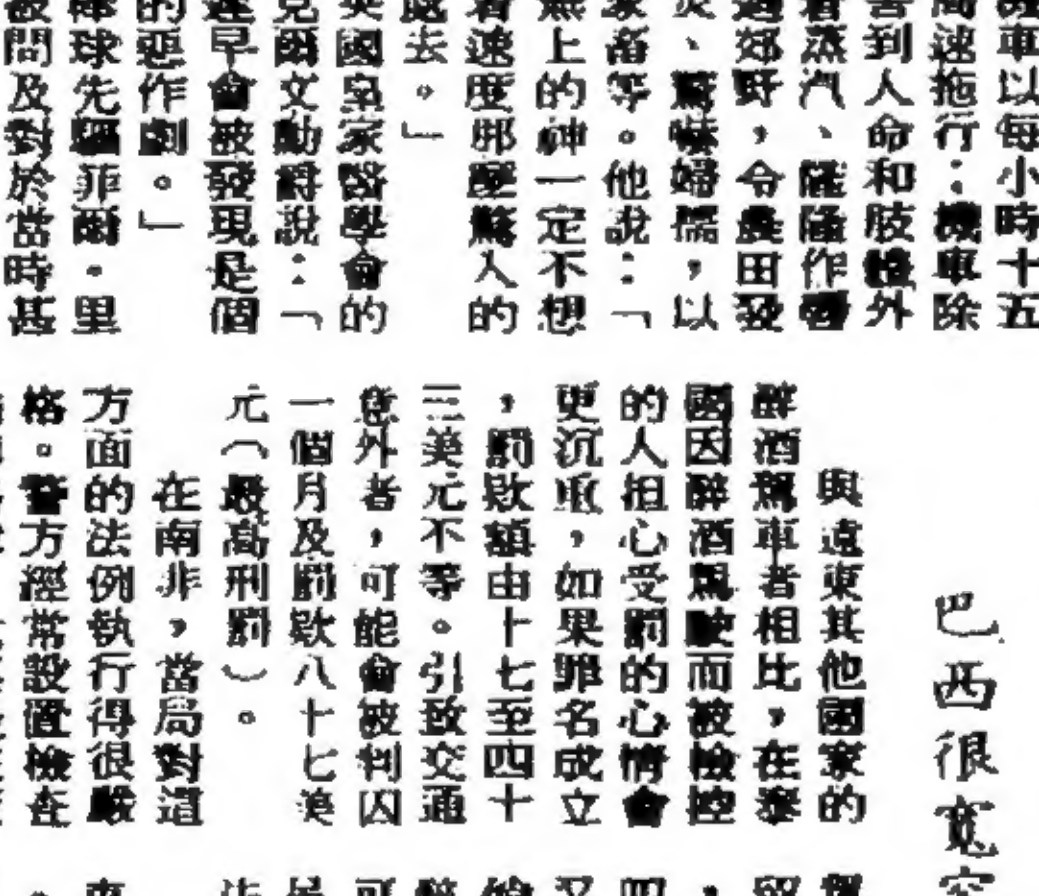 車以每小時十五
高速拖行；機車除
害到人命和肢體外
着蒸汽、隆隆作響
過郊野，令農田發
炎、驚嚇婦孺，以
家畜等。他說：「
無上的神一定不想
着速度那麼驚人的
處去。」
英國皇家醫學會的
克爾文勳爵說：「
遲早會被發現是個
的惡作劇。」
棒球先驅菲爾．里
被問及對於當時甚
巴西很寬容
與遠東其他國家的
醉酒駕車者相比，在泰
國因醉酒駕駛而被檢控
的人担心受罰的心情會
更沉重，如果罪名成立
，罰欵額由十七至四十
三美元不等。引致交通
意外者，可能會被判囚
一個月及罰欵八十七美
元（最高刑罰）。
在南非，當局對這
方面的法例執行得很嚴
格。警方經常設置檢查